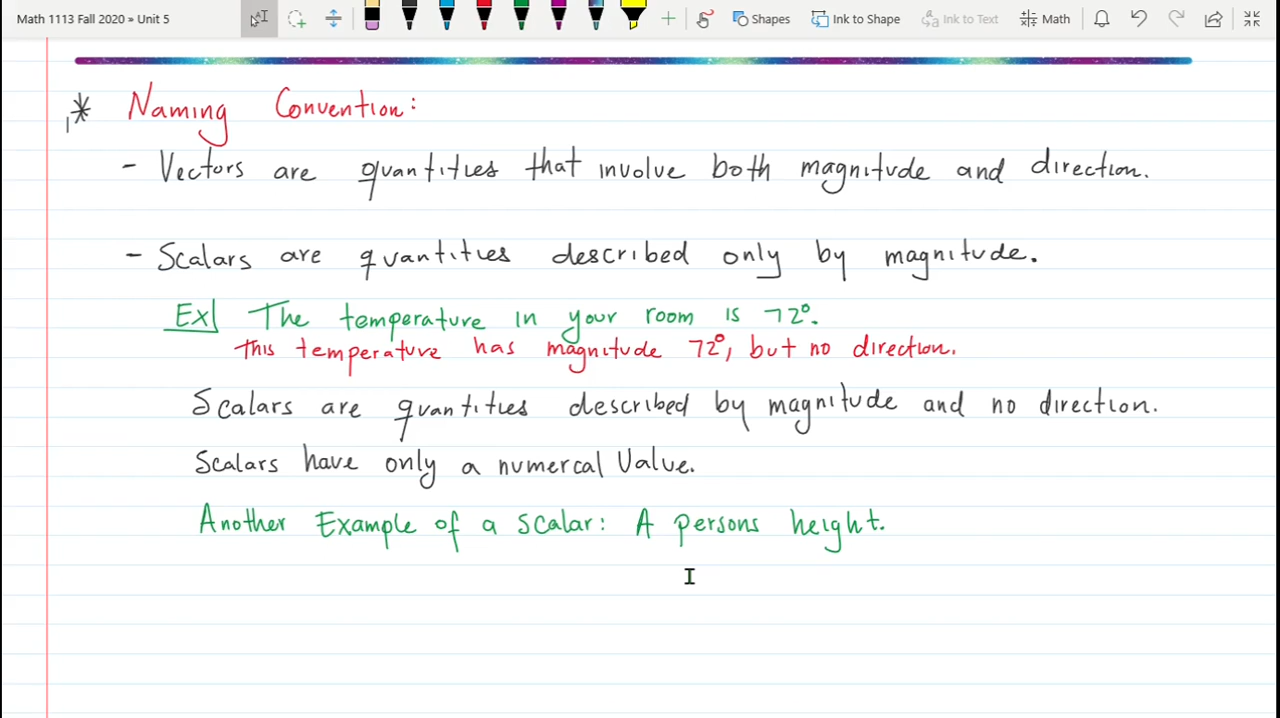 Math 1113 Fall 2020 » Unit 5
Shapes
Ink to Shape
Ink to Text
Math
* Naming Convention:
- Vectors are quantities that involve both magnitude and direction.
- Scalars are quantities described only by magnitude.
Ex| The temperature in your room is 72°.
This temperature has magnitude 72°, but no direction.
Scalars are quantities described by magnitude and no direction.
Scalars have only a numercal Value.
Another Example of a scalar: A persons height.